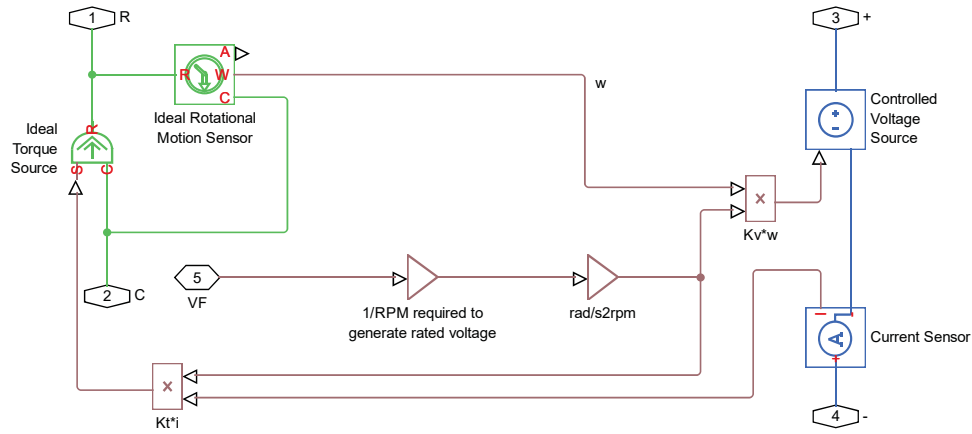 1 R
3 +
A
R W
C
w
Ideal Rotational
Motion Sensor
Ideal
Torque
Source
R
S C
+
-
Controlled
Voltage
Source
×
Kv*w
5
VF
2 C
1/RPM required to
generate rated voltage
rad/s2rpm
I -
A
+
Current Sensor
×
Kt*i
4 -